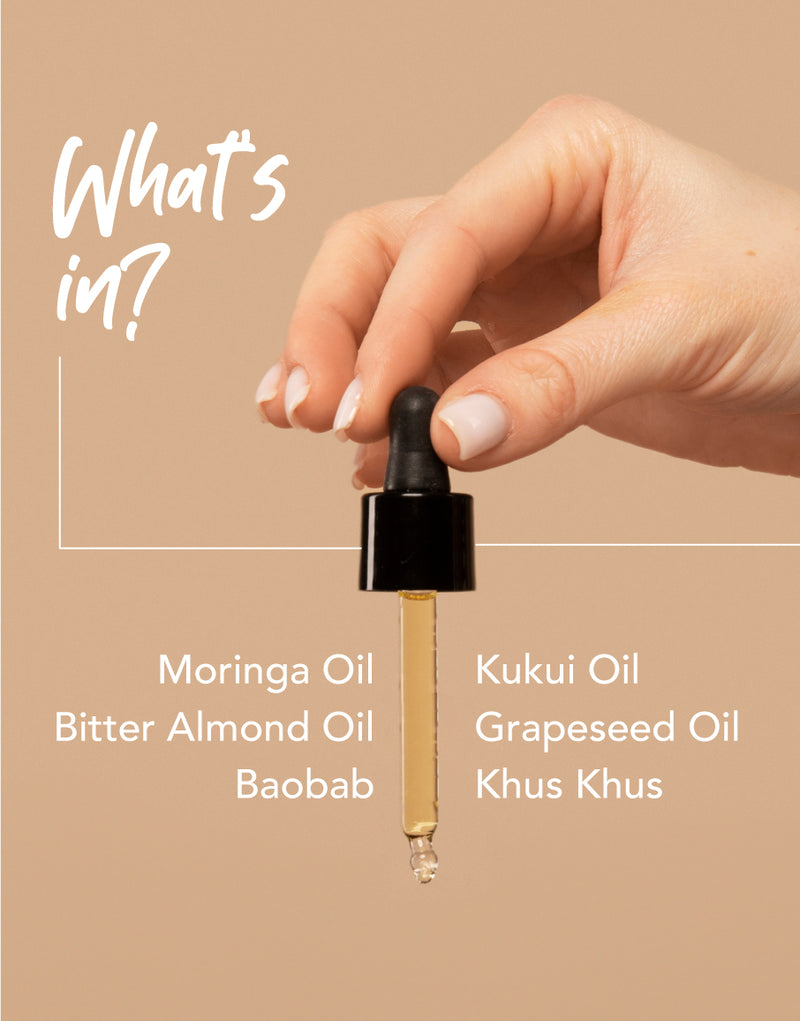 What's
in?
Moringa Oil
Bitter Almond Oil
Baobab
Kukui Oil
Grapeseed Oil
Khus Khus